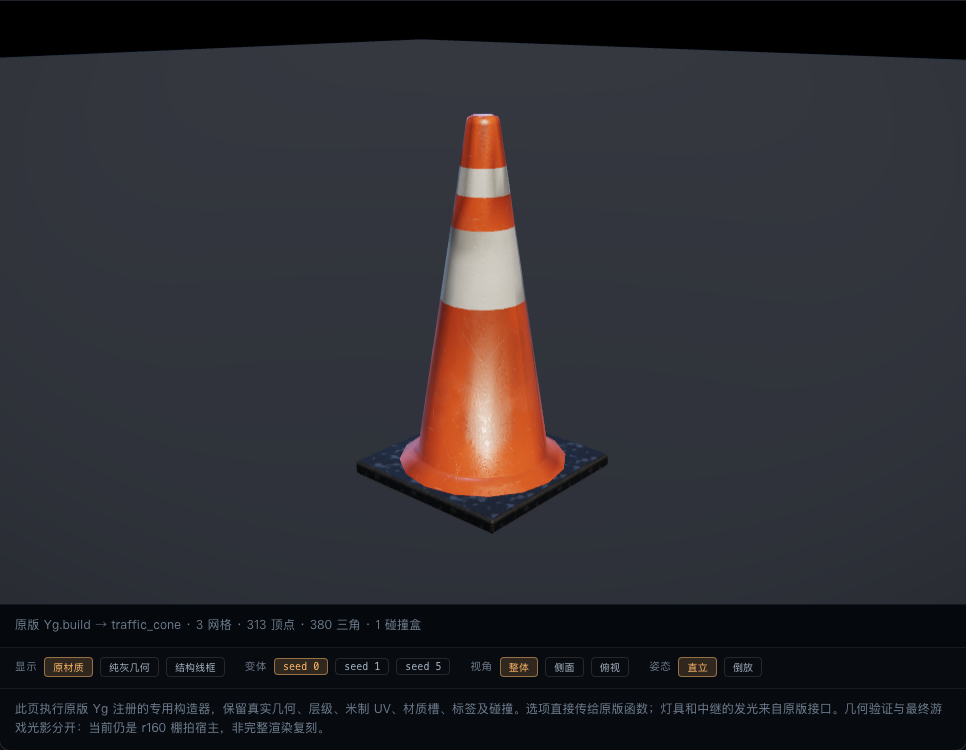 原版 Yg.build → traffic_cone · 3 网格 · 313 顶点 · 380 三角 · 1 碰撞盒
显示 原材质 纯灰几何 结构线框 变体 seed 0 seed 1 seed 5 视角 整体 侧面 俯视 姿态 直立 倒放
此页执行原版 Yg 注册的专用构造器，保留真实几何、层级、米制 UV、材质槽、标签及碰撞。选项直接传给原版函数；灯具和中继的发光来自原版接口。几何验证与最终游
戏光影分开：当前仍是 r160 棚拍宿主，非完整渲染复刻。